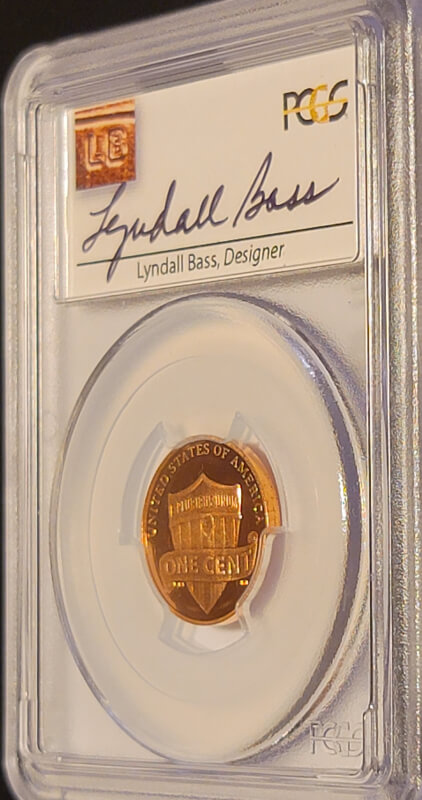 LB
PCGS
Lyndall Bass
Lyndall Bass, Designer
UNITED STATES OF AMERICA
E PLURIBUS UNUM
ONE CENT
PCGS